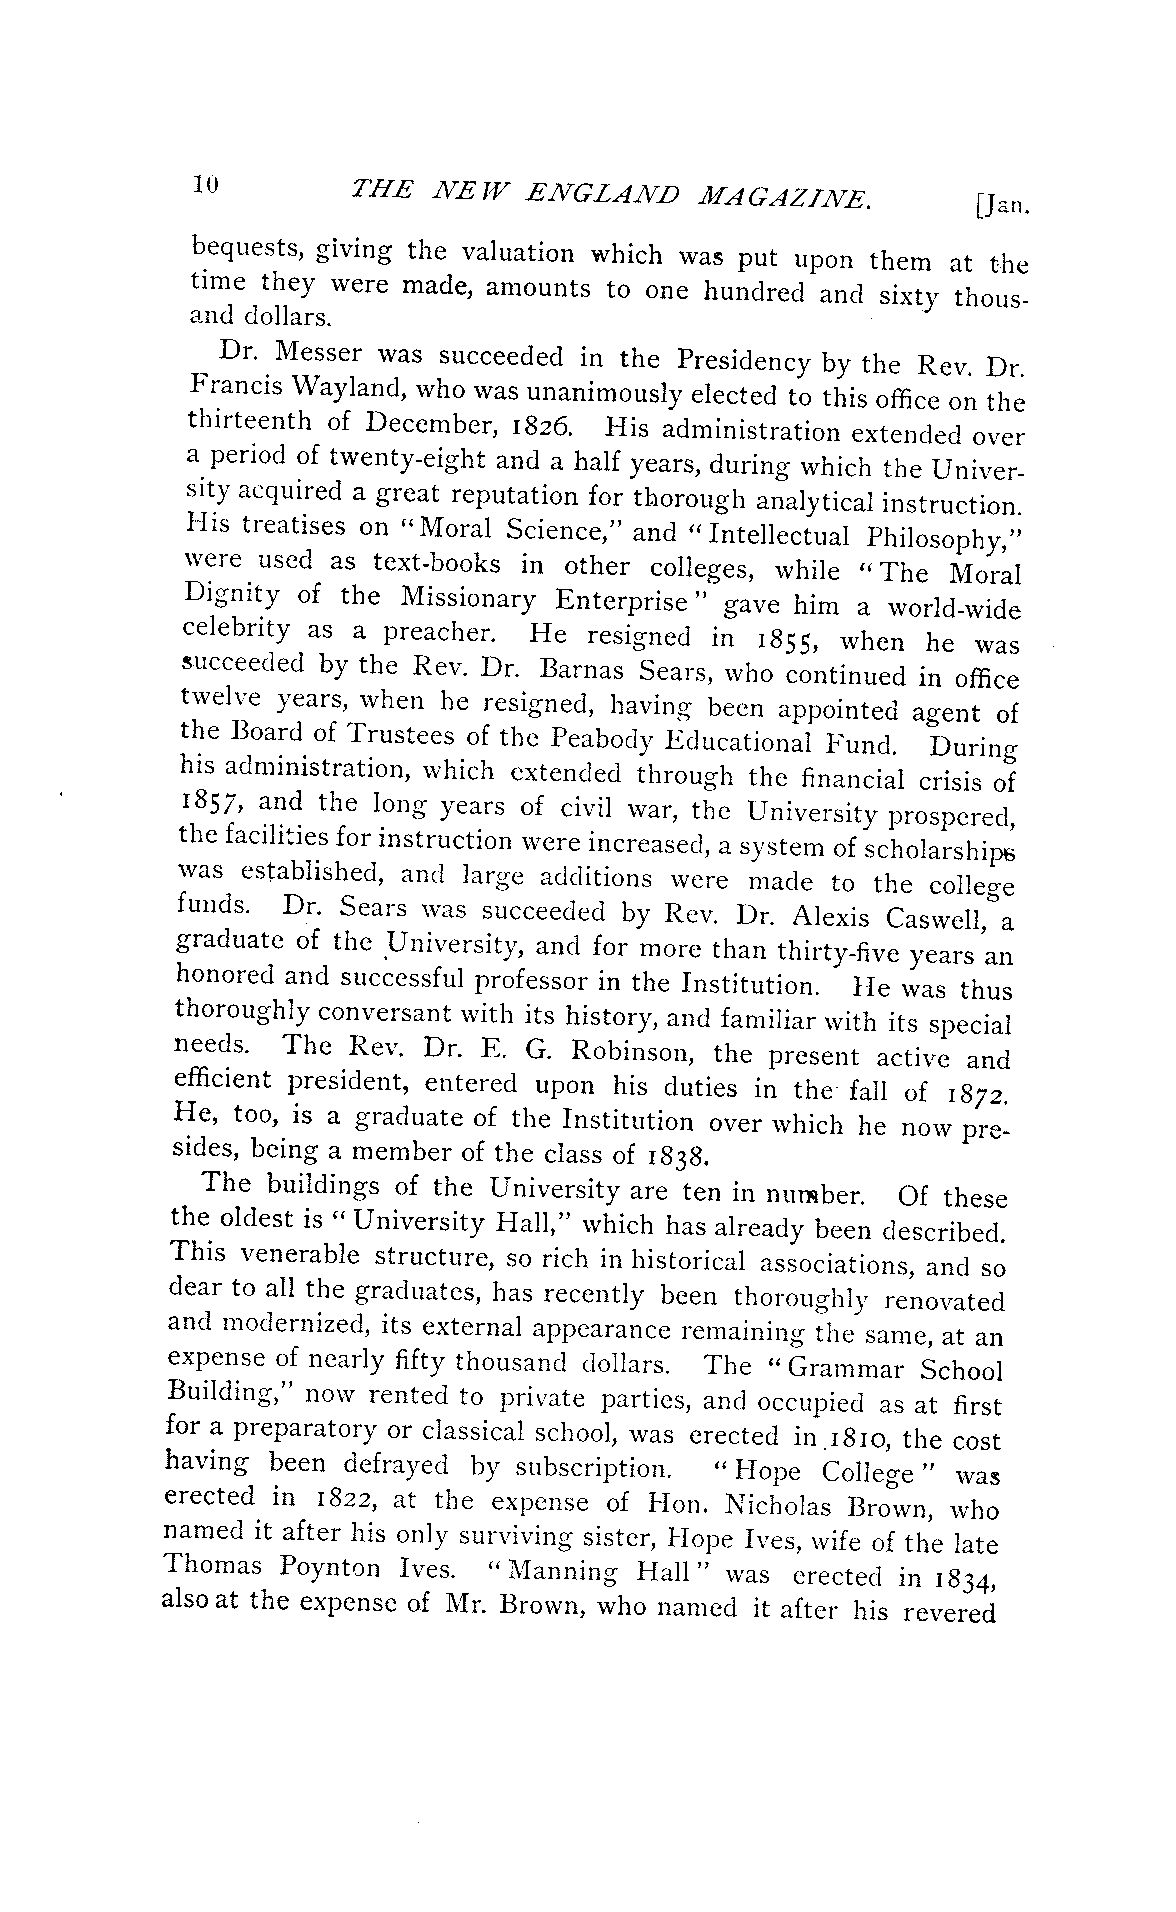 10 THE NEW ENGLAND MAGAZINE. [Jan.
bequests, giving the valuation which was put upon them at the
time they were made, amounts to one hundred and sixty thous-
and dollars.
Dr. Messer was succeeded in the Presidency by the Rev. Dr.
Francis Wayland, who was unanimously elected to this office on the
thirteenth of December, 1826. His administration extended over
a period of twenty-eight and a half years, during which the Univer-
sity acquired a great reputation for thorough analytical instruction.
His treatises on “Moral Science,” and “Intellectual Philosophy,”
were used as text-books in other colleges, while “The Moral
Dignity of the Missionary Enterprise” gave him a world-wide
celebrity as a preacher. He resigned in 1855, when he was
succeeded by the Rev. Dr. Barnas Sears, who continued in office
twelve years, when he resigned, having been appointed agent of
the Board of Trustees of the Peabody Educational Fund. During
his administration, which extended through the financial crisis of
1857, and the long years of civil war, the University prospered,
the facilities for instruction were increased, a system of scholarships
was established, and large additions were made to the college
funds. Dr. Sears was succeeded by Rev. Dr. Alexis Caswell, a
graduate of the University, and for more than thirty-five years an
honored and successful professor in the Institution. He was thus
thoroughly conversant with its history, and familiar with its special
needs. The Rev. Dr. E. G. Robinson, the present active and
efficient president, entered upon his duties in the fall of 1872.
He, too, is a graduate of the Institution over which he now pre-
sides, being a member of the class of 1838.
The buildings of the University are ten in number. Of these
the oldest is “University Hall,” which has already been described.
This venerable structure, so rich in historical associations, and so
dear to all the graduates, has recently been thoroughly renovated
and modernized, its external appearance remaining the same, at an
expense of nearly fifty thousand dollars. The “Grammar School
Building,” now rented to private parties, and occupied as at first
for a preparatory or classical school, was erected in 1810, the cost
having been defrayed by subscription. “Hope College” was
erected in 1822, at the expense of Hon. Nicholas Brown, who
named it after his only surviving sister, Hope Ives, wife of the late
Thomas Poynton Ives. “Manning Hall” was erected in 1834,
also at the expense of Mr. Brown, who named it after his revered